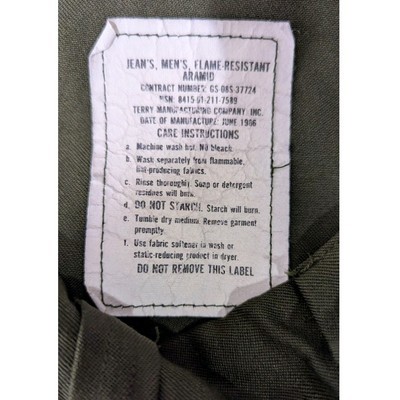 JEAN'S, MEN'S, FLAME-RESISTANT
ARAMID
CONTRACT NUMBER: GS-08S-37724
NSN: 8415-01-211-7589
TERRY MANUFACTURING COMPANY, INC.
DATE OF MANUFACTURE: JUNE 1986
CARE INSTRUCTIONS
a. Machine wash hot. No bleach.
b. Wash separately from flammable,
lint-producing fabrics.
c. Rinse thoroughly. Soap or detergent
residues will burn.
d. DO NOT STARCH. Starch will burn.
e. Tumble dry medium. Remove garment
promptly.
f. Use fabric softener in wash or
static-reducing product in dryer.
DO NOT REMOVE THIS LABEL